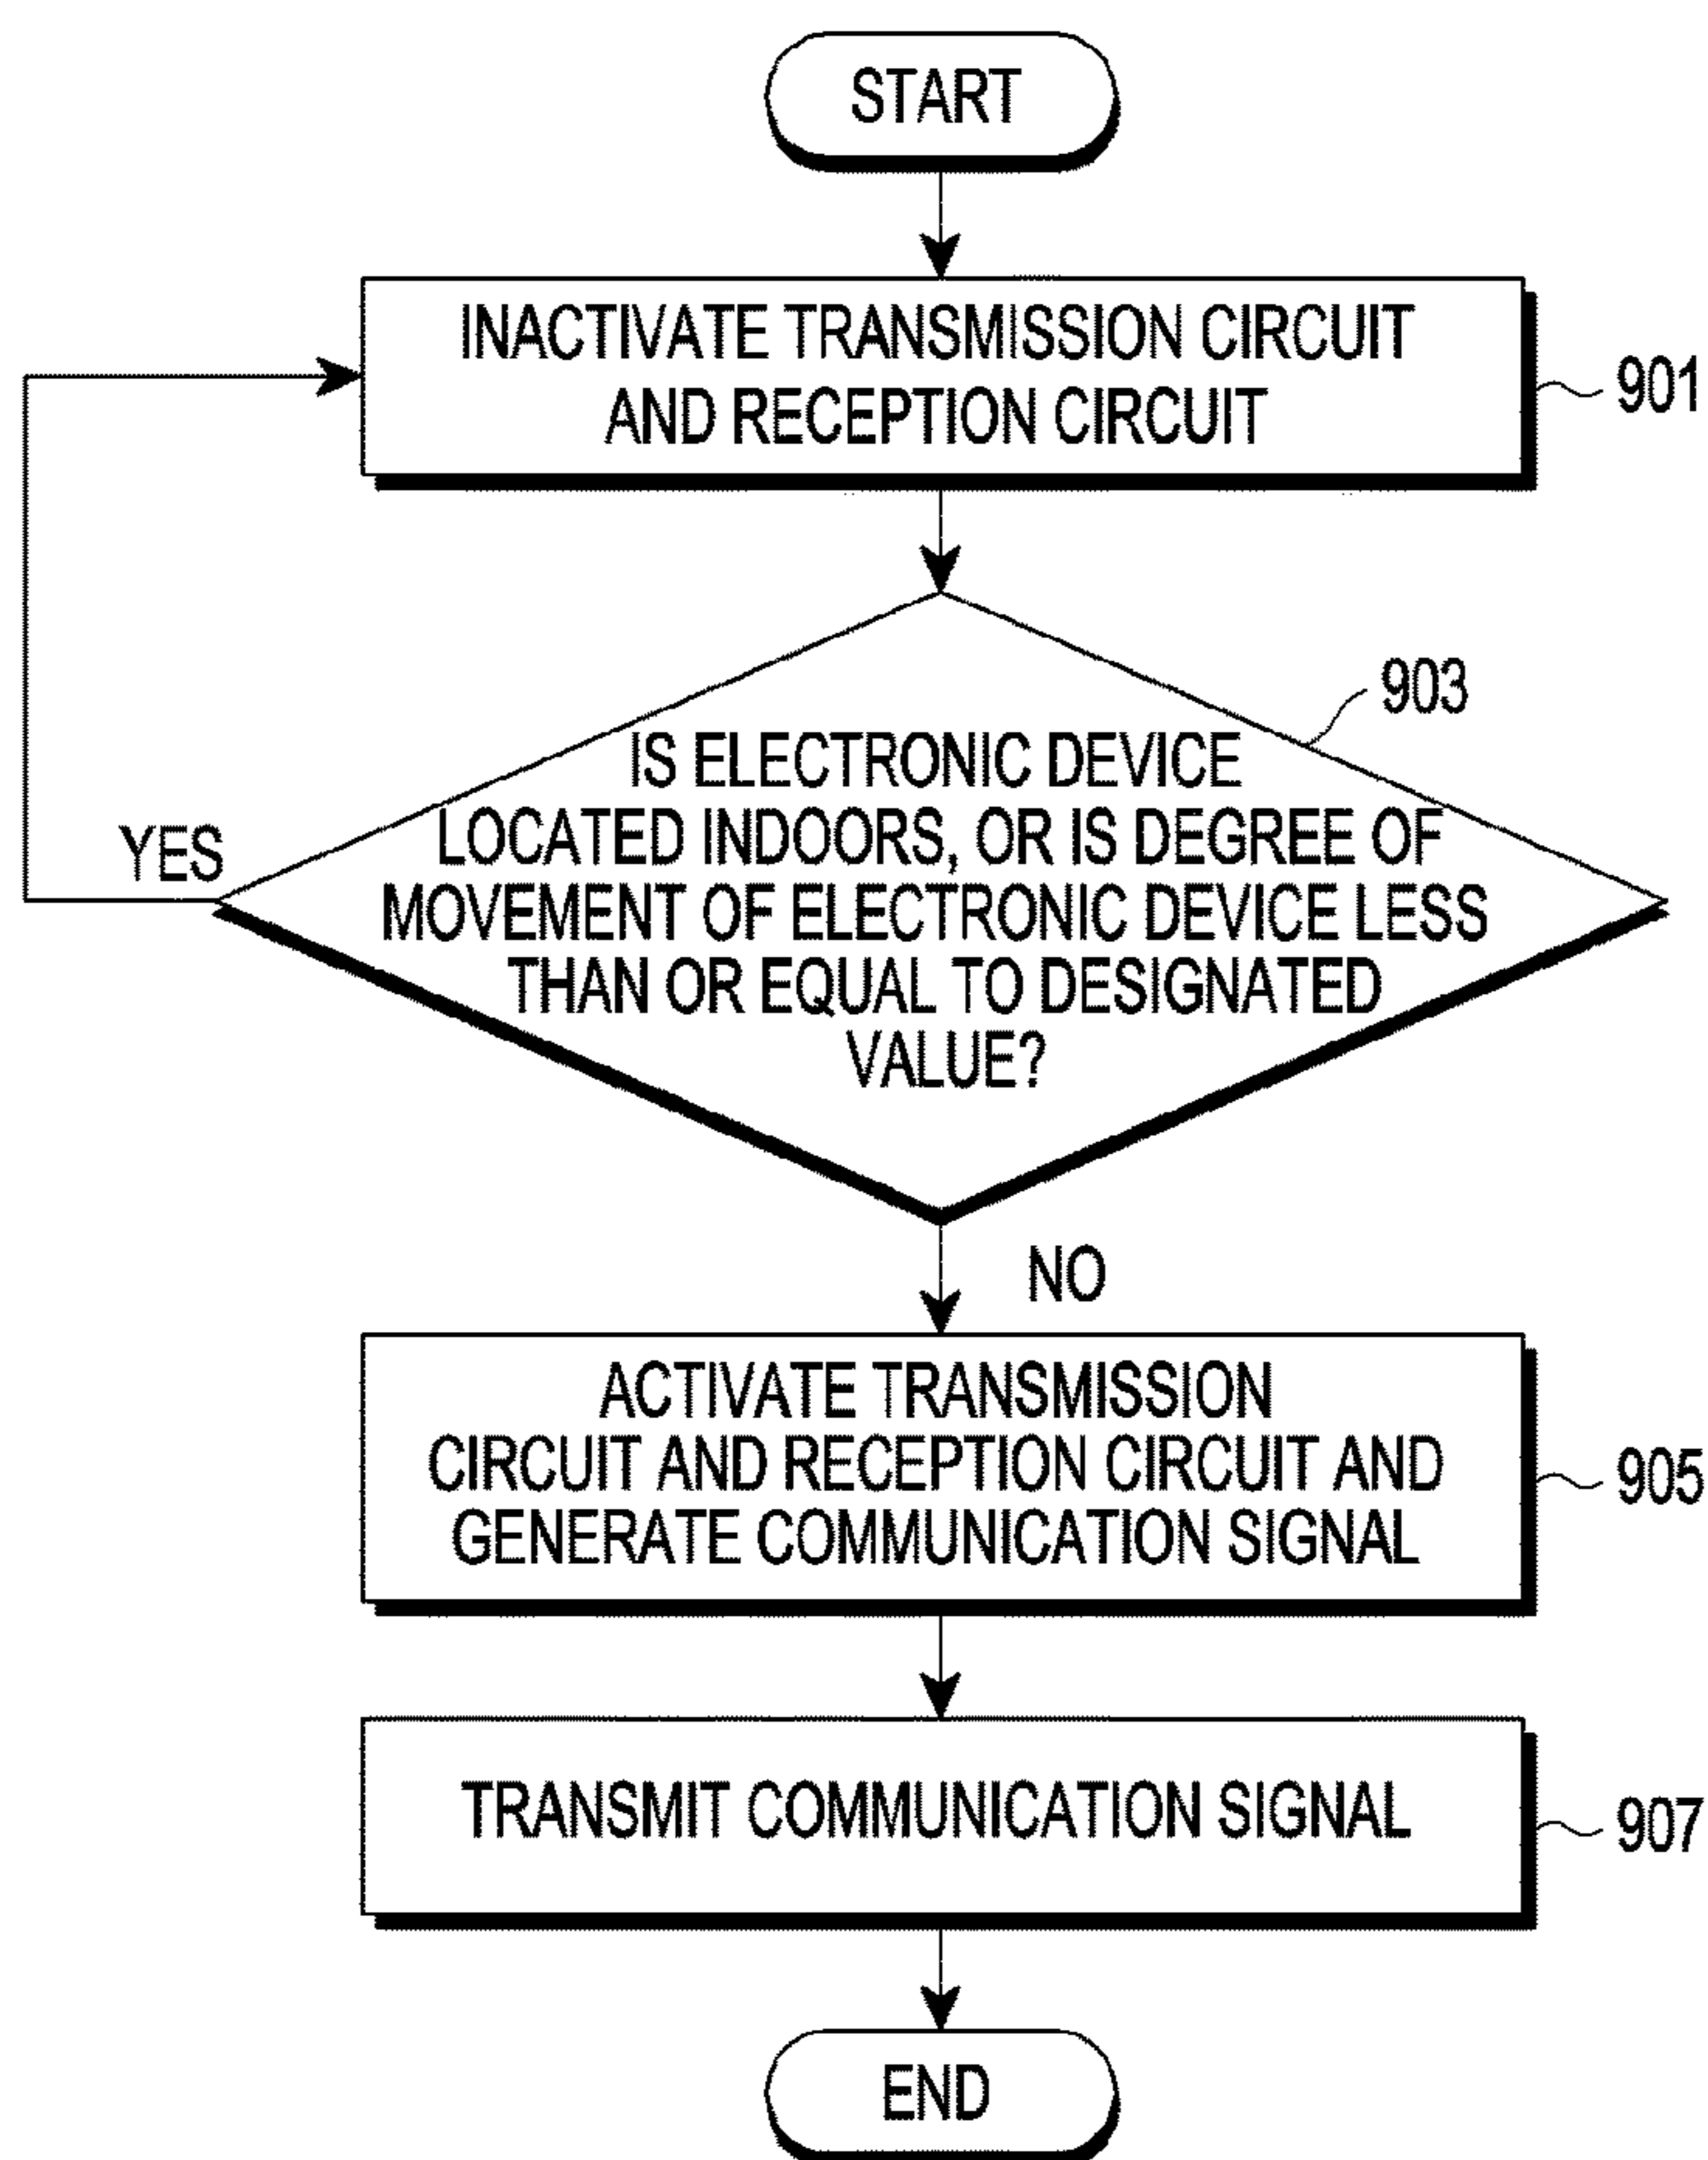 START
INACTIVATE TRANSMISSION CIRCUIT
AND RECEPTION CIRCUIT
901
903
IS ELECTRONIC DEVICE
LOCATED INDOORS, OR IS DEGREE OF
MOVEMENT OF ELECTRONIC DEVICE LESS
THAN OR EQUAL TO DESIGNATED
VALUE?
YES
NO
ACTIVATE TRANSMISSION
CIRCUIT AND RECEPTION CIRCUIT AND
GENERATE COMMUNICATION SIGNAL
905
TRANSMIT COMMUNICATION SIGNAL
907
END